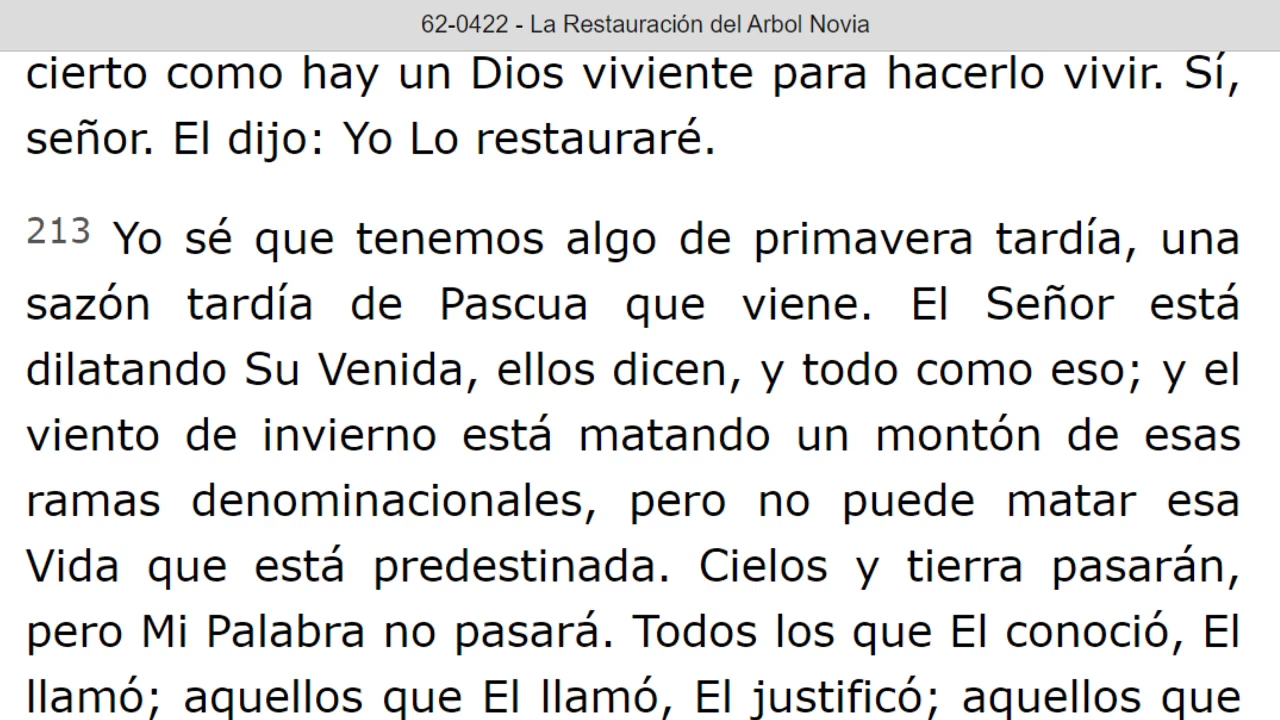 62-0422 - La Restauración del Arbol Novia
cierto como hay un Dios viviente para hacerlo vivir. Sí,
señor. El dijo: Yo Lo restauraré.
213 Yo sé que tenemos algo de primavera tardía, una
sazón tardía de Pascua que viene. El Señor está
dilatando Su Venida, ellos dicen, y todo como eso; y el
viento de invierno está matando un montón de esas
ramas denominacionales, pero no puede matar esa
Vida que está predestinada. Cielos y tierra pasarán,
pero Mi Palabra no pasará. Todos los que El conoció, El
llamó; aquellos que El llamó, El justificó; aquellos que